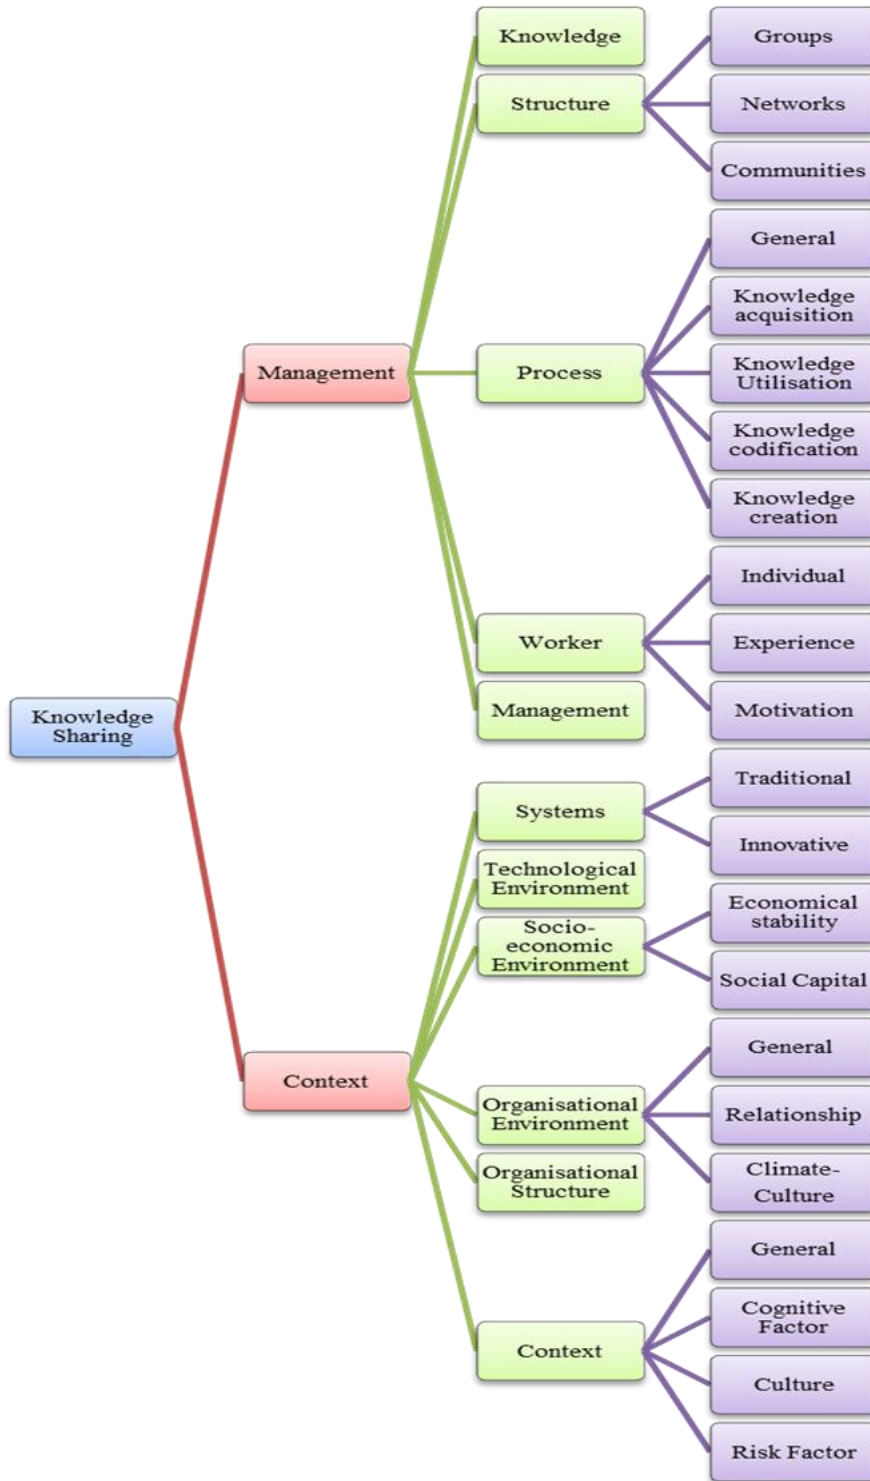 Knowledge
Sharing
Management
Context
Knowledge
Structure
Process
Worker
Management
Systems
Technological
Environment
Socio-
economic
Environment
Organisational
Environment
Organisational
Structure
Context
Groups
Networks
Communities
General
Knowledge
acquisition
Knowledge
Utilisation
Knowledge
codification
Knowledge
creation
Individual
Experience
Motivation
Traditional
Innovative
Economical
stability
Social Capital
General
Relationship
Climate-
Culture
General
Cognitive
Factor
Culture
Risk Factor